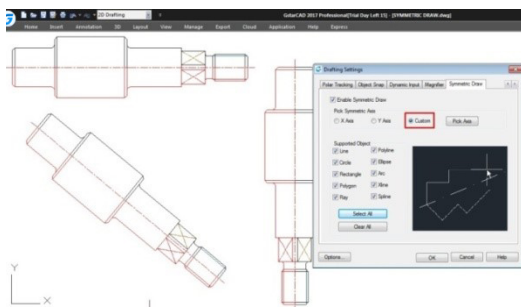 2D Drafting
GstarCAD 2017 Professional(Trial Day Left 15) - [SYMMETRIC DRAW.dwg]
Home Insert Annotation 3D Layout View Manage Export Cloud Application Help Express
Drafting Settings
Polar Tracking Object Snap Dynamic Input Magnifier Symmetric Draw
Enable Symmetric Draw
Pick Symmetric Axis
X Axis Y Axis Custom Pick Axis
Supported Object
Line Polyline
Circle Ellipse
Rectangle Arc
Polygon Xline
Ray Spline
Select All
Clear All
Options... OK Cancel Help
Y
X